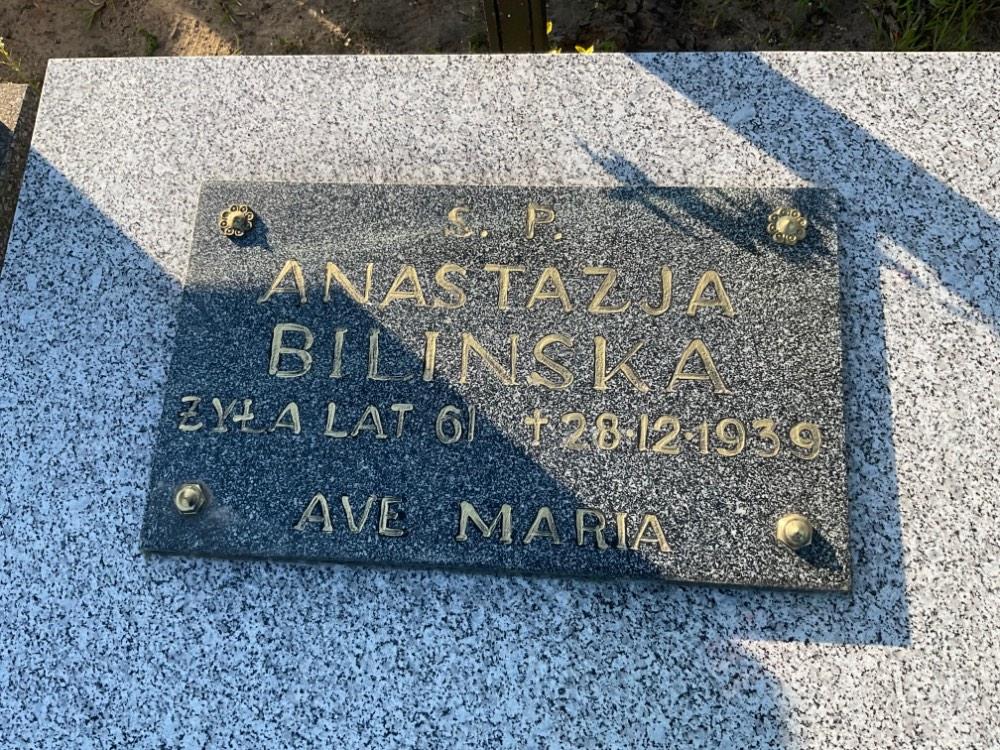 S. P.
ANASTAZJA
BILINSKA
ŻYŁA LAT 61 ✝ 28·12·1939
AVE MARIA